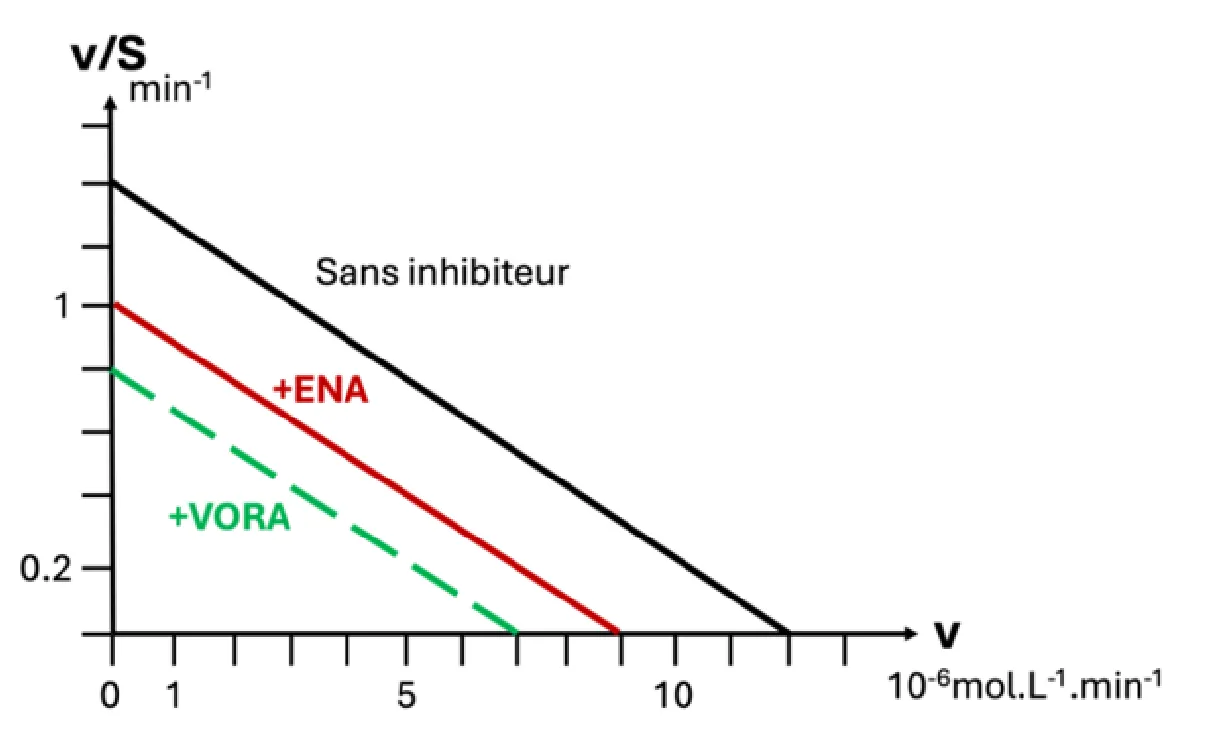 v/S
min⁻¹
Sans inhibiteur
1
+ENA
+VORA
0.2
v
0 1 5 10
10⁻⁶mol.L⁻¹.min⁻¹